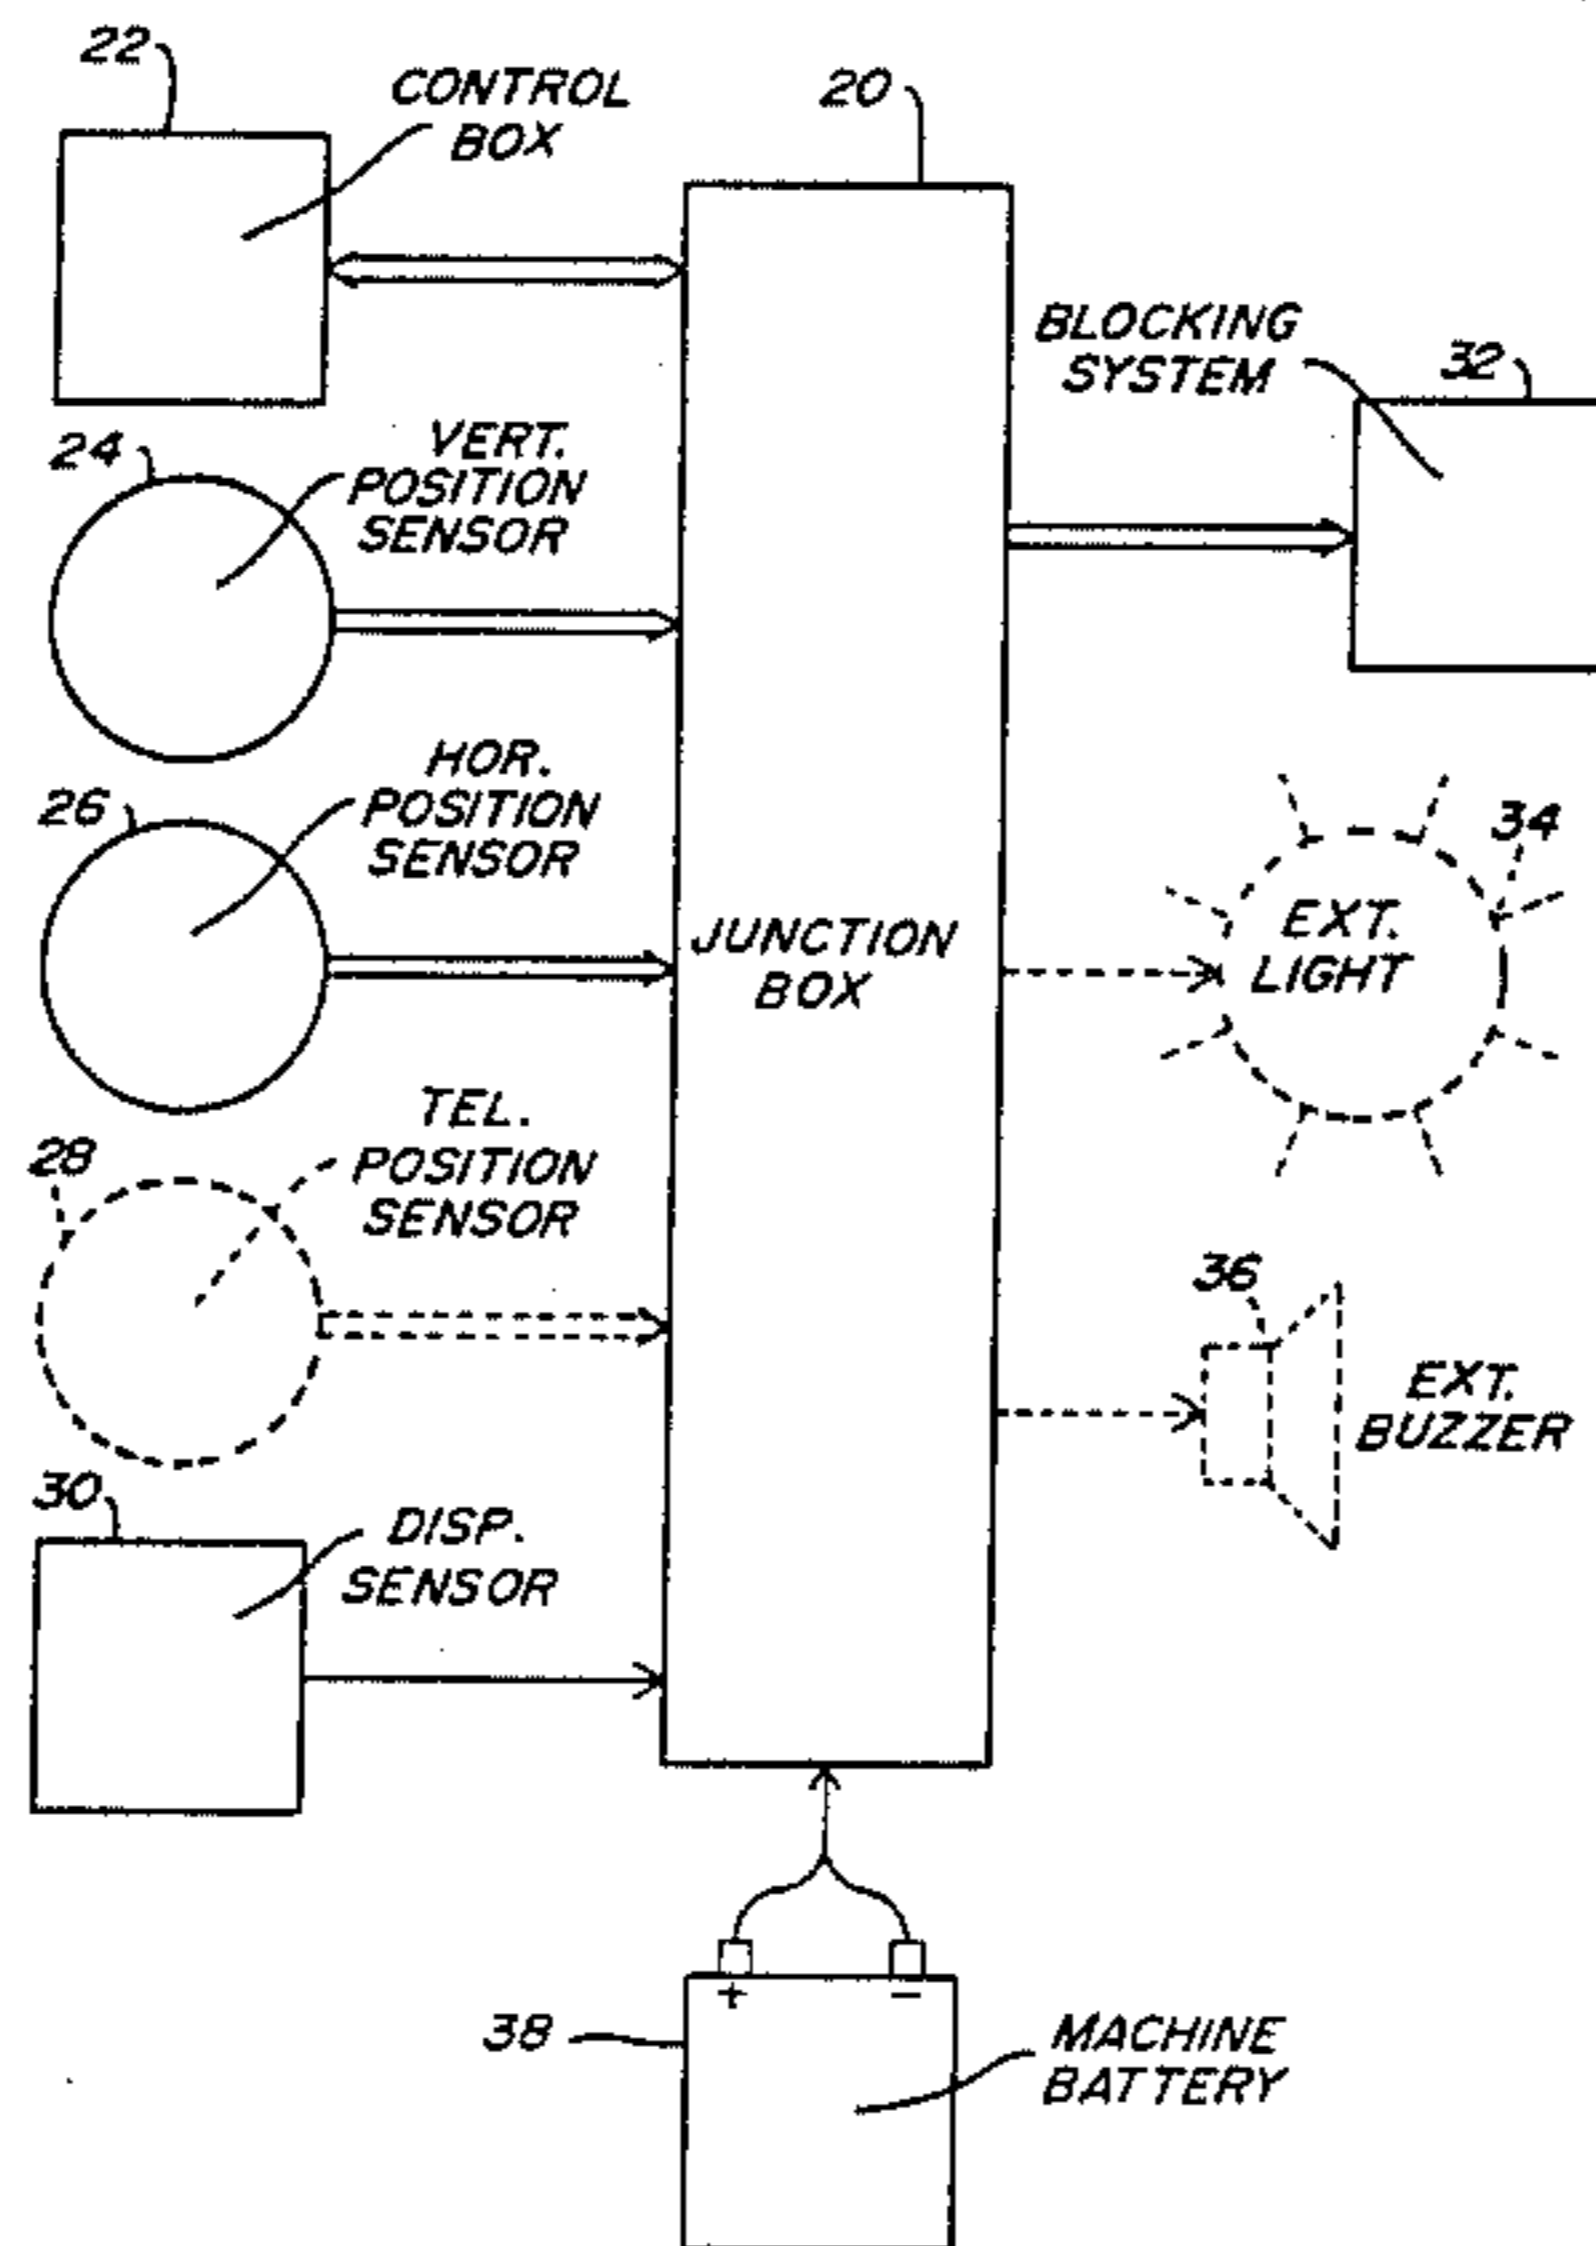 22
CONTROL
BOX
20
BLOCKING
SYSTEM
32
24
VERT.
POSITION
SENSOR
26
HOR.
POSITION
SENSOR
34
EXT.
LIGHT
JUNCTION
BOX
28
TEL.
POSITION
SENSOR
36
EXT.
BUZZER
30
DISP.
SENSOR
+
−
38
MACHINE
BATTERY